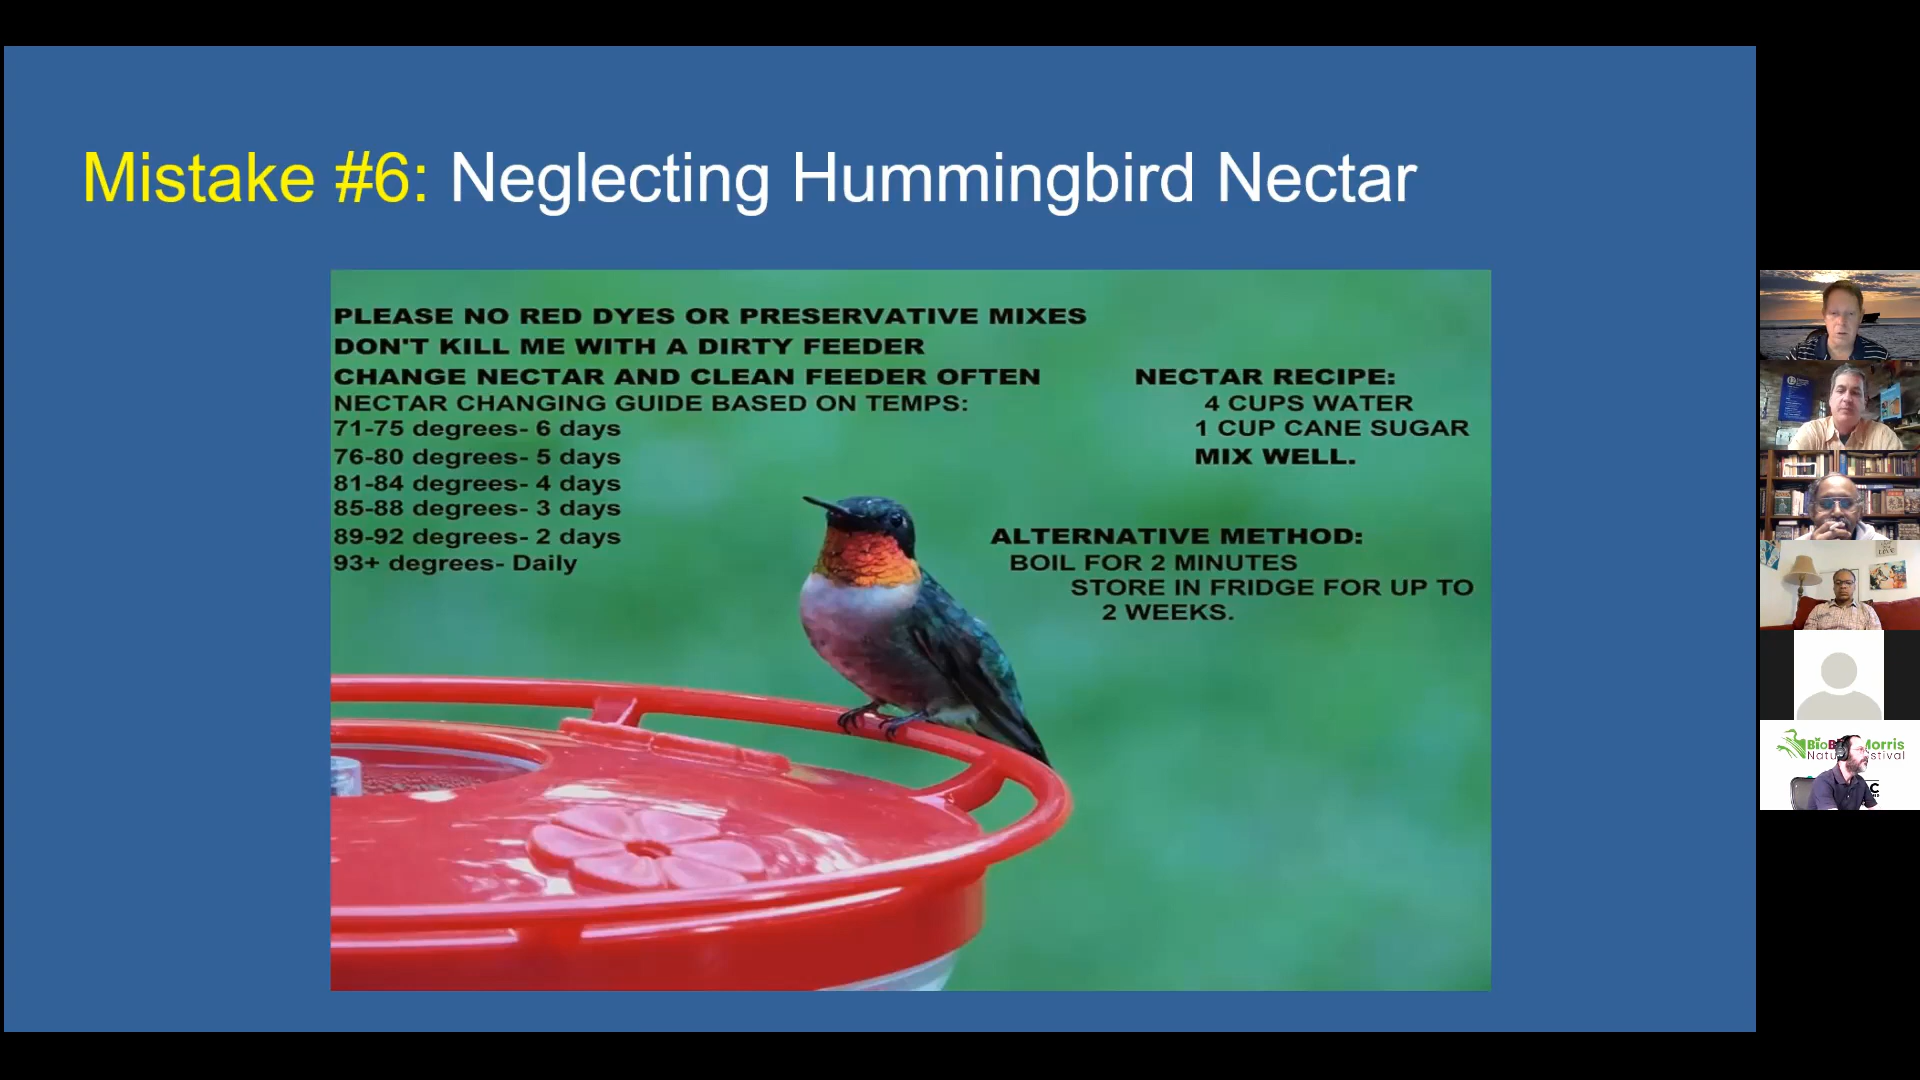 Mistake #6: Neglecting Hummingbird Nectar
PLEASE NO RED DYES OR PRESERVATIVE MIXES
DON'T KILL ME WITH A DIRTY FEEDER
CHANGE NECTAR AND CLEAN FEEDER OFTEN
NECTAR CHANGING GUIDE BASED ON TEMPS:
71-75 degrees- 6 days
76-80 degrees- 5 days
81-84 degrees- 4 days
85-88 degrees- 3 days
89-92 degrees- 2 days
93+ degrees- Daily
NECTAR RECIPE:
4 CUPS WATER
1 CUP CANE SUGAR
MIX WELL.
ALTERNATIVE METHOD:
BOIL FOR 2 MINUTES
STORE IN FRIDGE FOR UP TO
2 WEEKS.